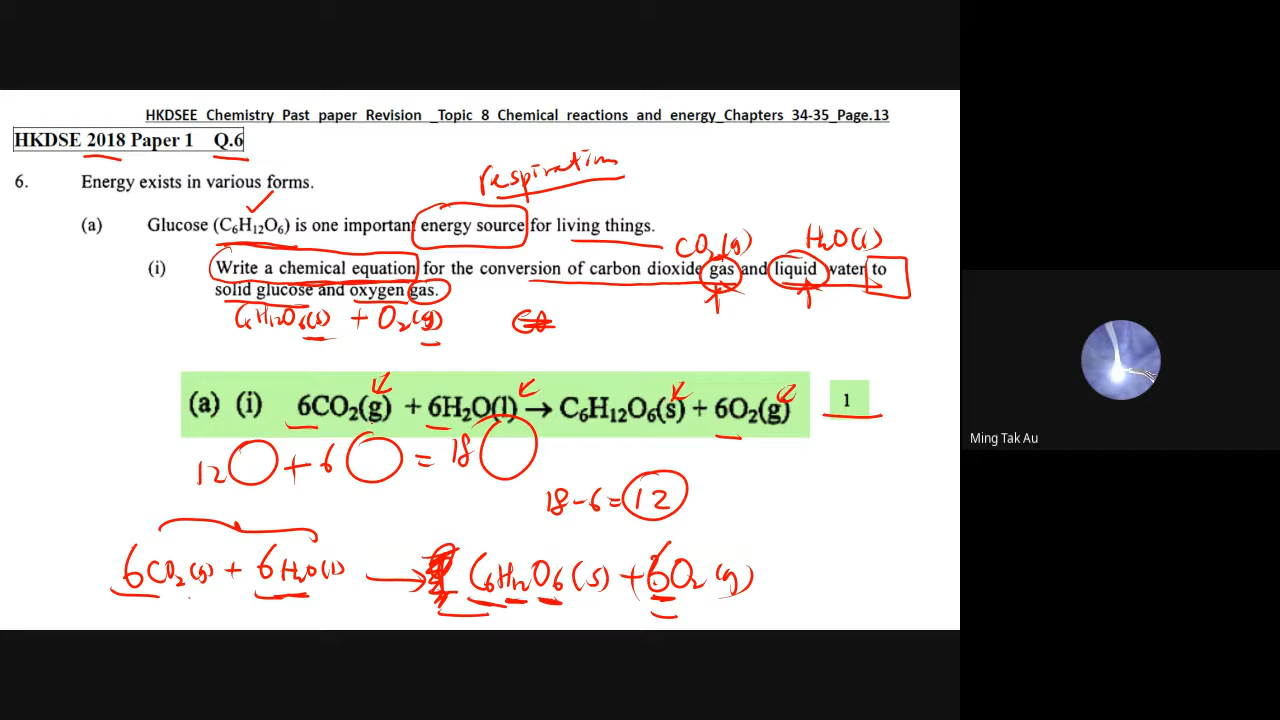 HKDSEE Chemistry Past paper Revision _Topic 8 Chemical reactions and energy_Chapters 34-35_Page.13
HKDSE 2018 Paper 1 Q.6
respiration
6. Energy exists in various forms.
(a) Glucose (C₆H₁₂O₆) is one important energy source for living things.
CO₂(g) H₂O(l)
(i) Write a chemical equation for the conversion of carbon dioxide gas and liquid water to
solid glucose and oxygen gas.
C₆H₁₂O₆(s) + O₂(g)
(a) (i) 6CO₂(g) + 6H₂O(l) → C₆H₁₂O₆(s) + 6O₂(g) 1
12 O + 6 O = 18 O
18 - 6 = 12
6CO₂(g) + 6H₂O(l) → C₆H₁₂O₆(s) + 6O₂(g)
Ming Tak Au